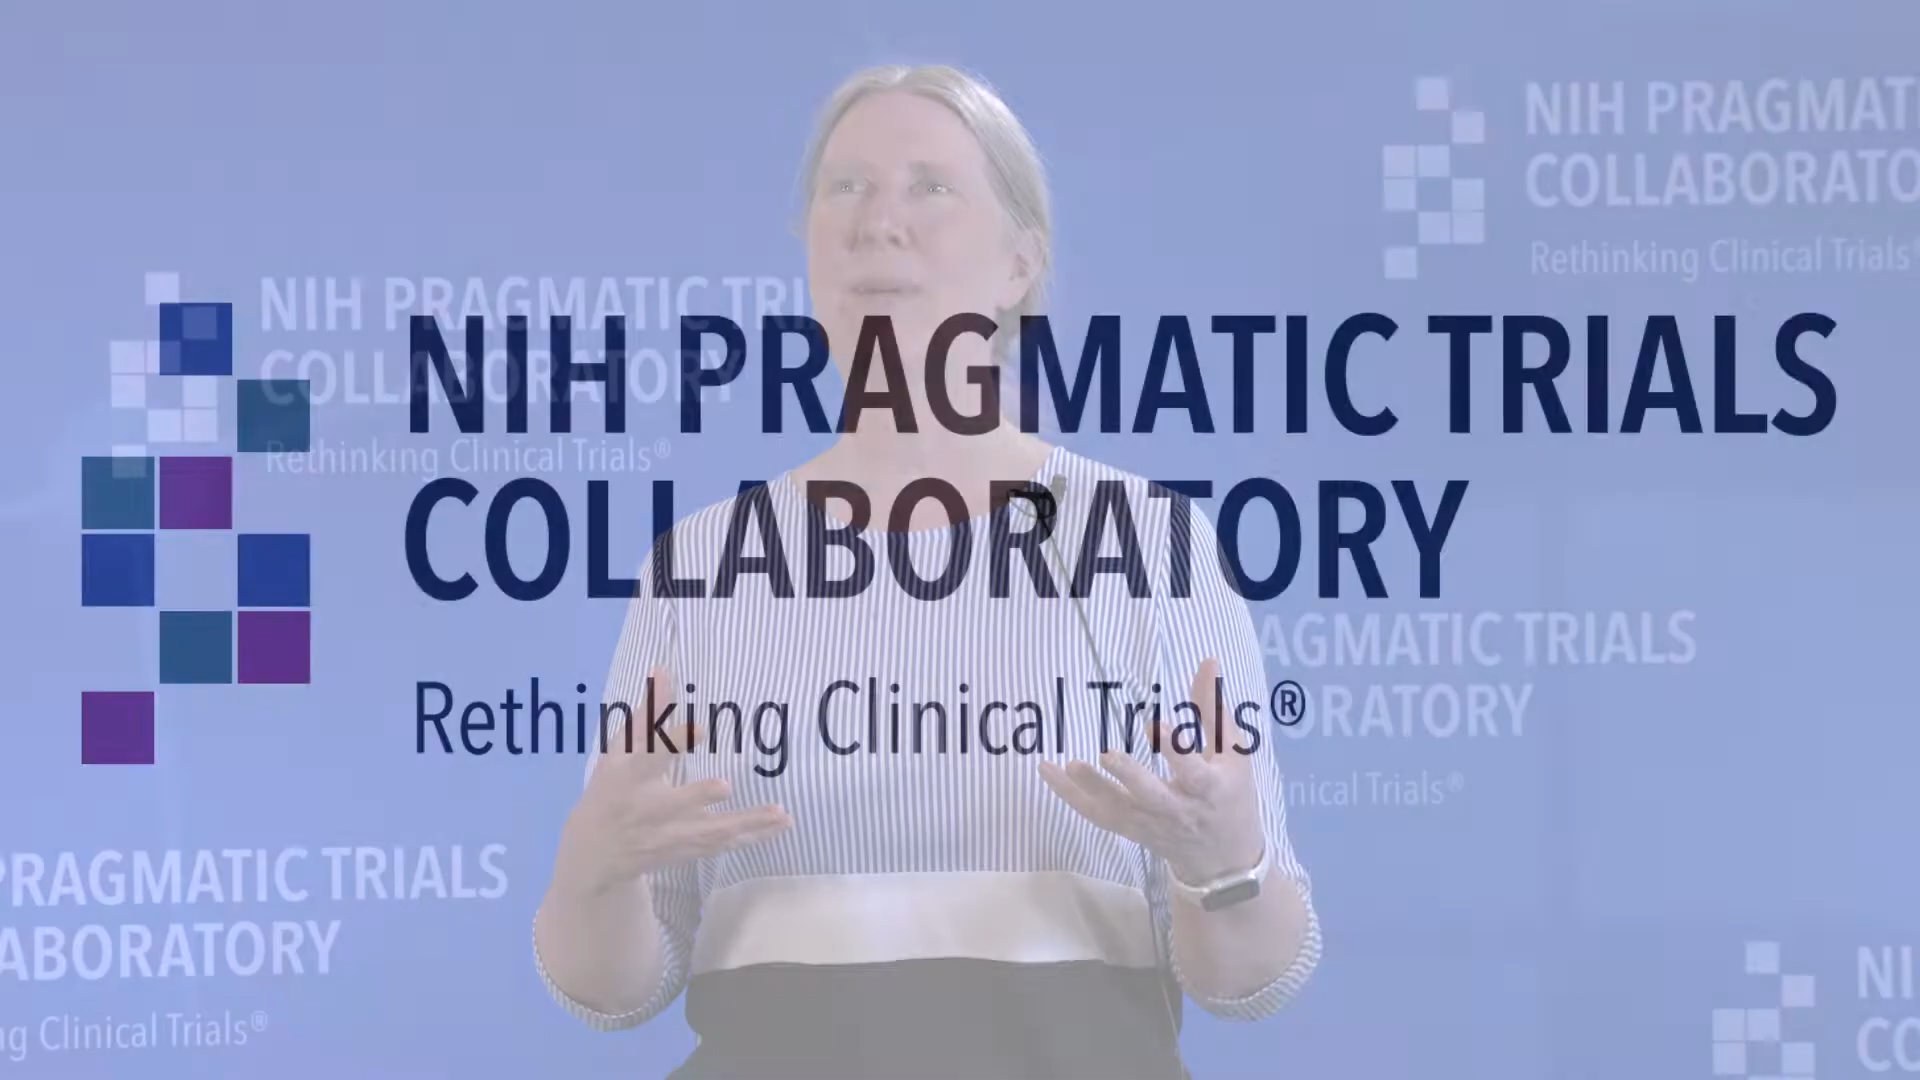 NIH PRAGMAT
COLLABORATO
Rethinking Clinical Trials®
NIH PRAGMATIC TRI
COLLABORATORY
Rethinking Clinical Trials®
NIH PRAGMATIC TRIALS
COLLABORATORY
Rethinking Clinical Trials®
AGMATIC TRIALS
ORATORY
nical Trials®
PRAGMATIC TRIALS
ABORATORY
ng Clinical Trials®
NI
CO